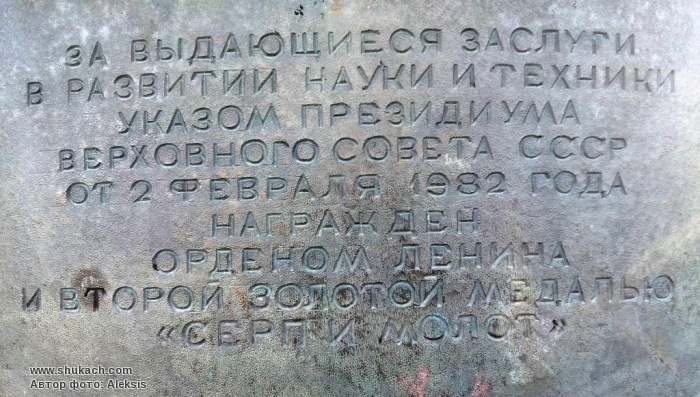 ЗА ВЫДАЮЩИЕСЯ ЗАСЛУГИ
В РАЗВИТИИ НАУКИ И ТЕХНИКИ
УКАЗОМ ПРЕЗИДИУМА
ВЕРХОВНОГО СОВЕТА СССР
ОТ 2 ФЕВРАЛЯ 1982 ГОДА
НАГРАЖДЕН
ОРДЕНОМ ЛЕНИНА
И ВТОРОЙ ЗОЛОТОЙ МЕДАЛЬЮ
«СЕРП И МОЛОТ»
www.shukach.com
Автор фото: Aleksis